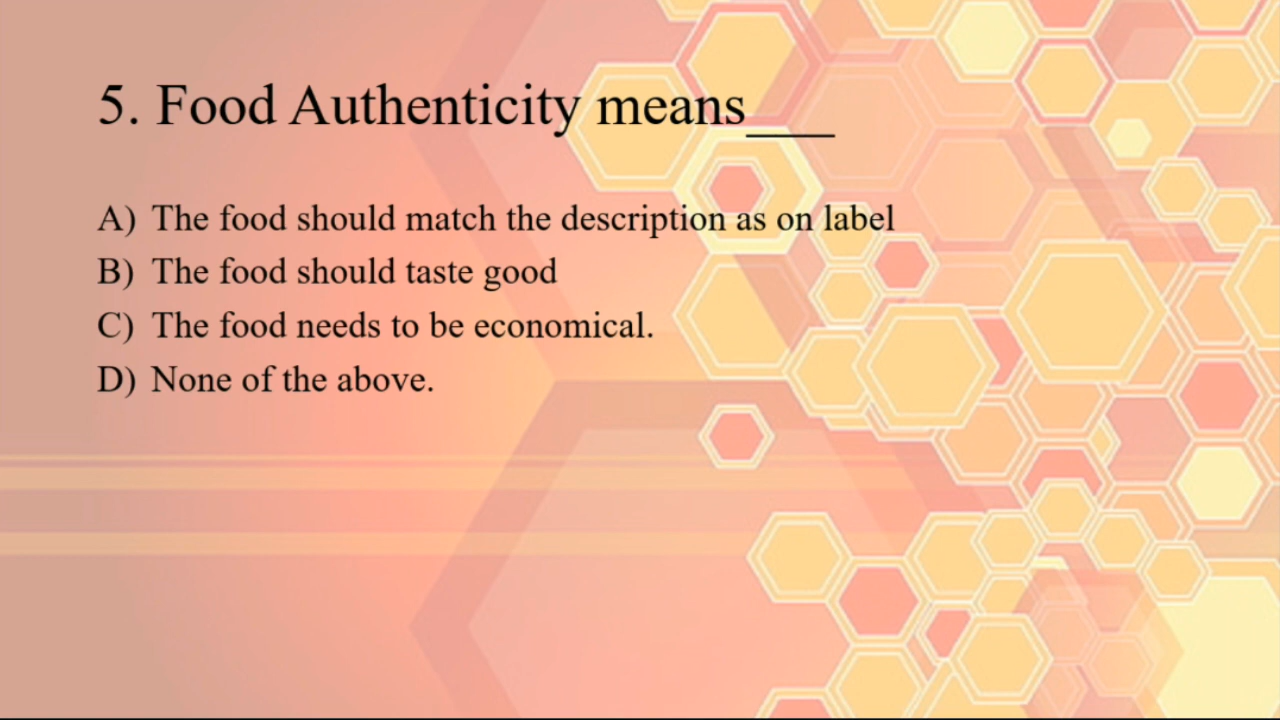 5. Food Authenticity means___
A) The food should match the description as on label
B) The food should taste good
C) The food needs to be economical.
D) None of the above.